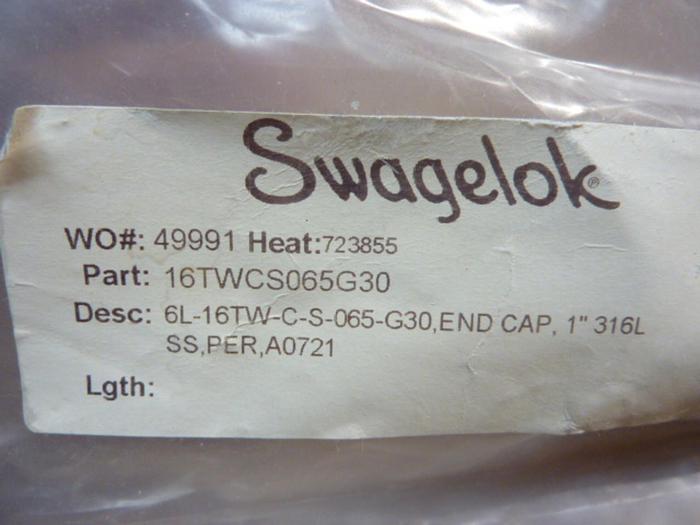 Swagelok®
WO#: 49991 Heat:723855
Part: 16TWCS065G30
Desc: 6L-16TW-C-S-065-G30,END CAP, 1" 316L
SS,PER,A0721
Lgth: